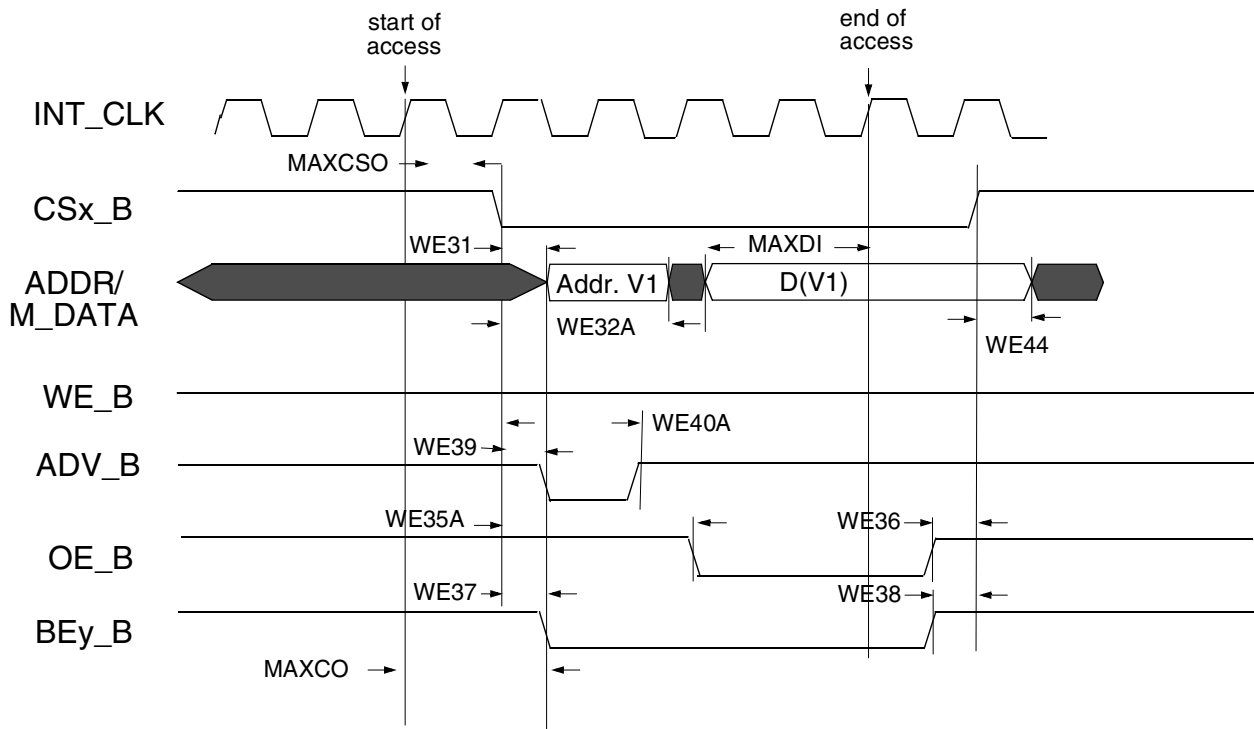 start of
access
end of
access
INT_CLK
MAXCSO
CSx_B
WE31
MAXDI
ADDR/
M_DATA
Addr. V1
D(V1)
WE32A
WE44
WE_B
WE40A
WE39
ADV_B
WE35A
WE36
OE_B
WE37
WE38
BEy_B
MAXCO